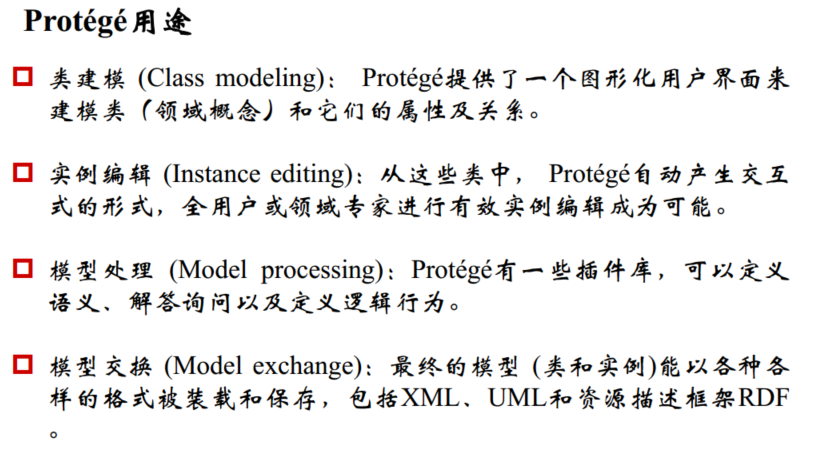 Protégé用途
类建模 (Class modeling)： Protégé提供了一个图形化用户界面来
建模类（领域概念）和它们的属性及关系。
实例编辑 (Instance editing)：从这些类中， Protégé自动产生交互
式的形式，全用户或领域专家进行有效实例编辑成为可能。
模型处理 (Model processing)：Protégé有一些插件库，可以定义
语义、解答询问以及定义逻辑行为。
模型交换 (Model exchange)：最终的模型 (类和实例)能以各种各
样的格式被装载和保存，包括XML、UML和资源描述框架RDF
。